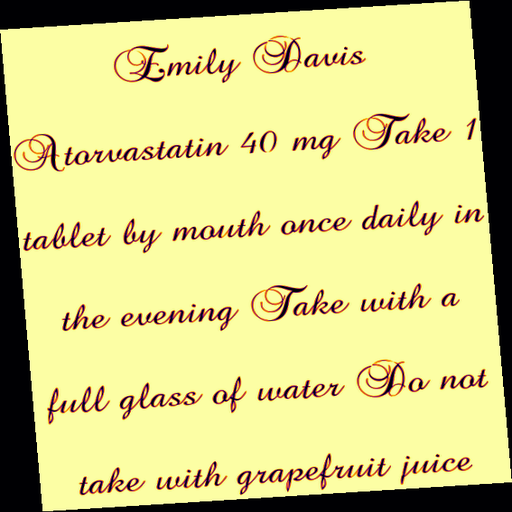 Emily Davis
Atorvastatin 40 mg Take 1
tablet by mouth once daily in
the evening Take with a
full glass of water Do not
take with grapefruit juice